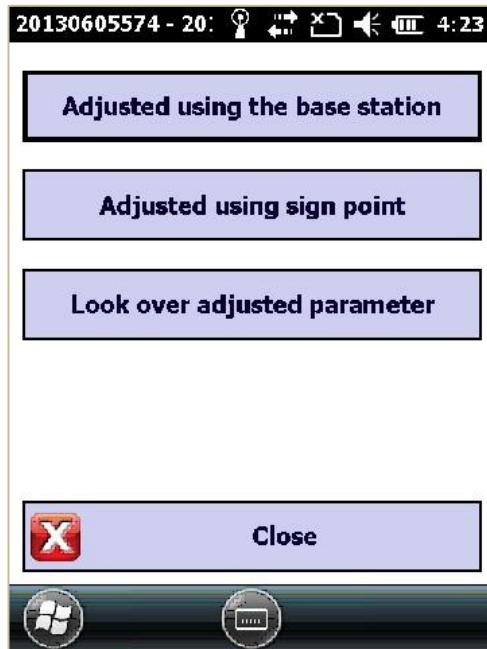 20130605574 - 20: 4:23
Adjusted using the base station
Adjusted using sign point
Look over adjusted parameter
Close